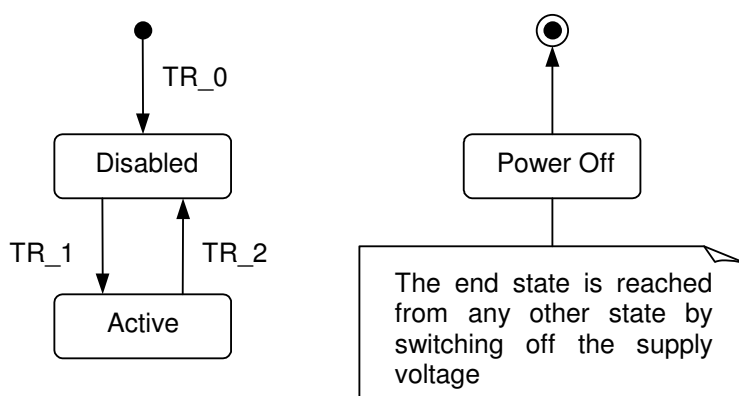 TR_0
Disabled
Power Off
TR_1
TR_2
Active
The end state is reached
from any other state by
switching off the supply
voltage